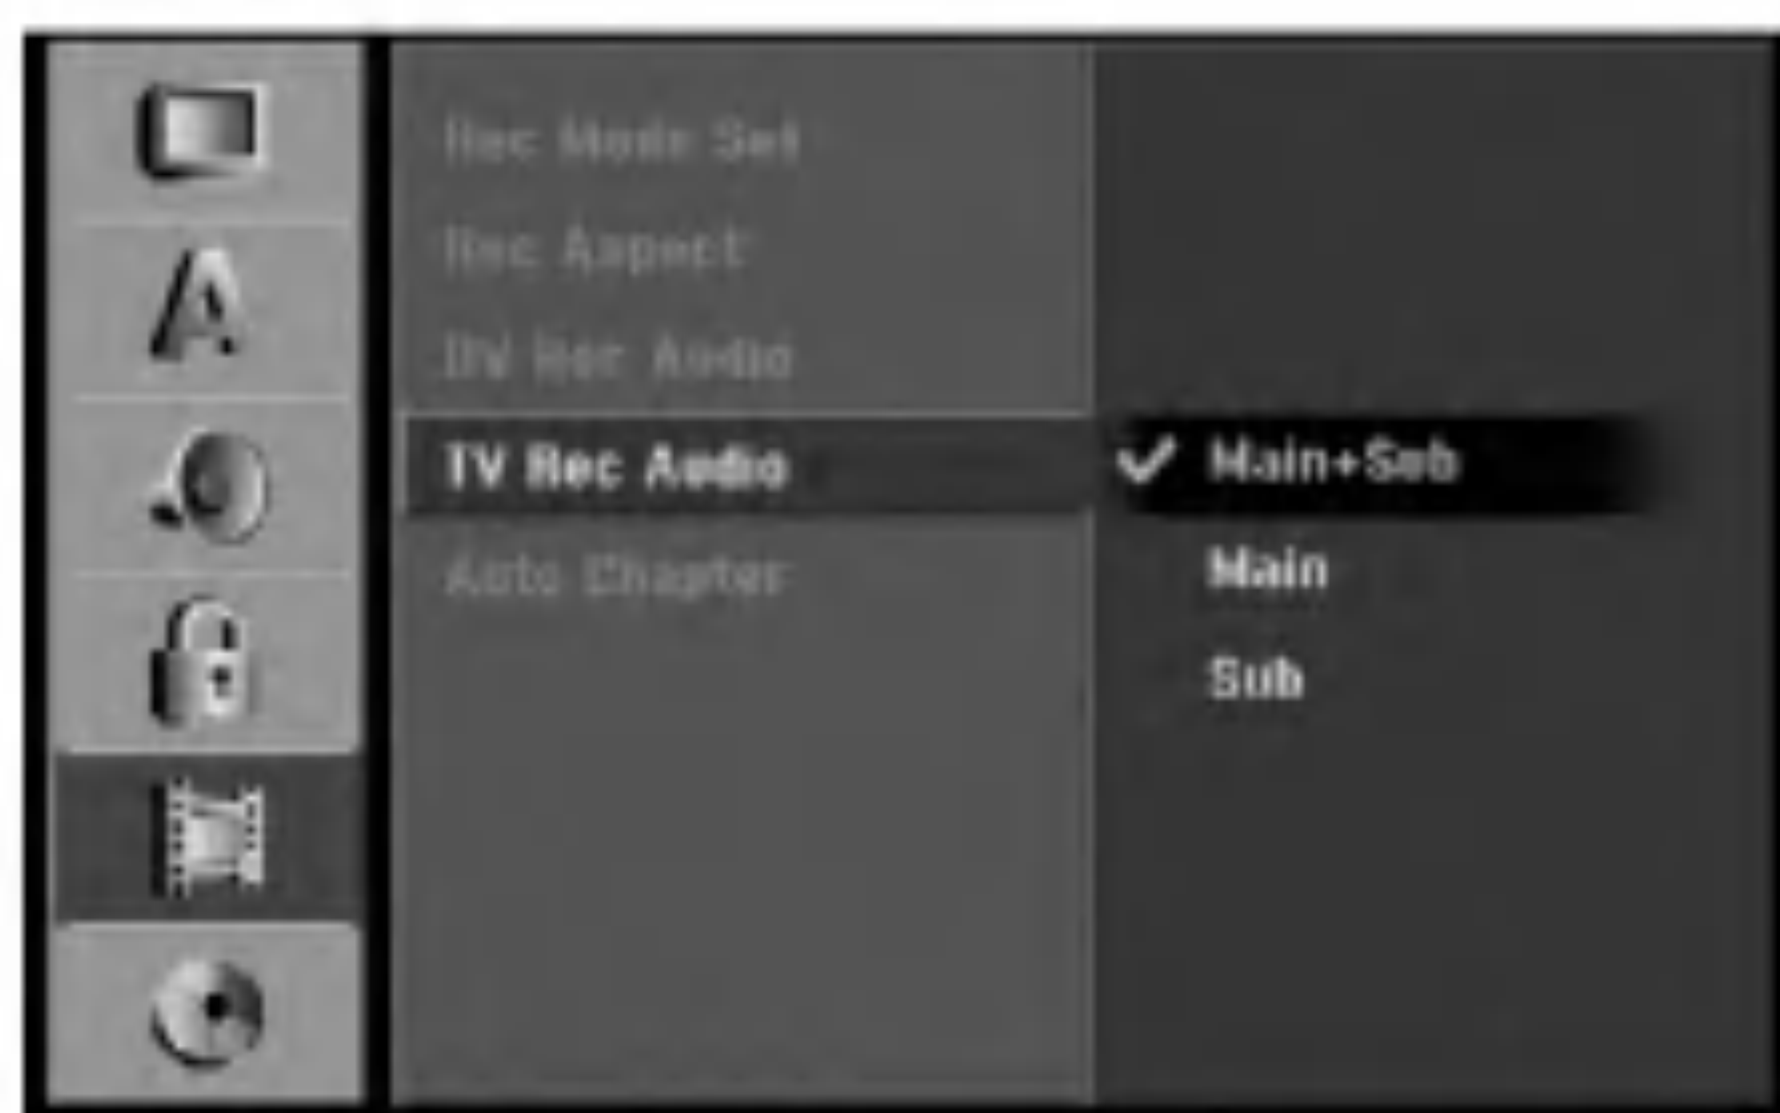 Rec Mode Set
Rec Aspect
DV Rec Audio
TV Rec Audio
Main+Sub
Main
Auto Chapter
Sub